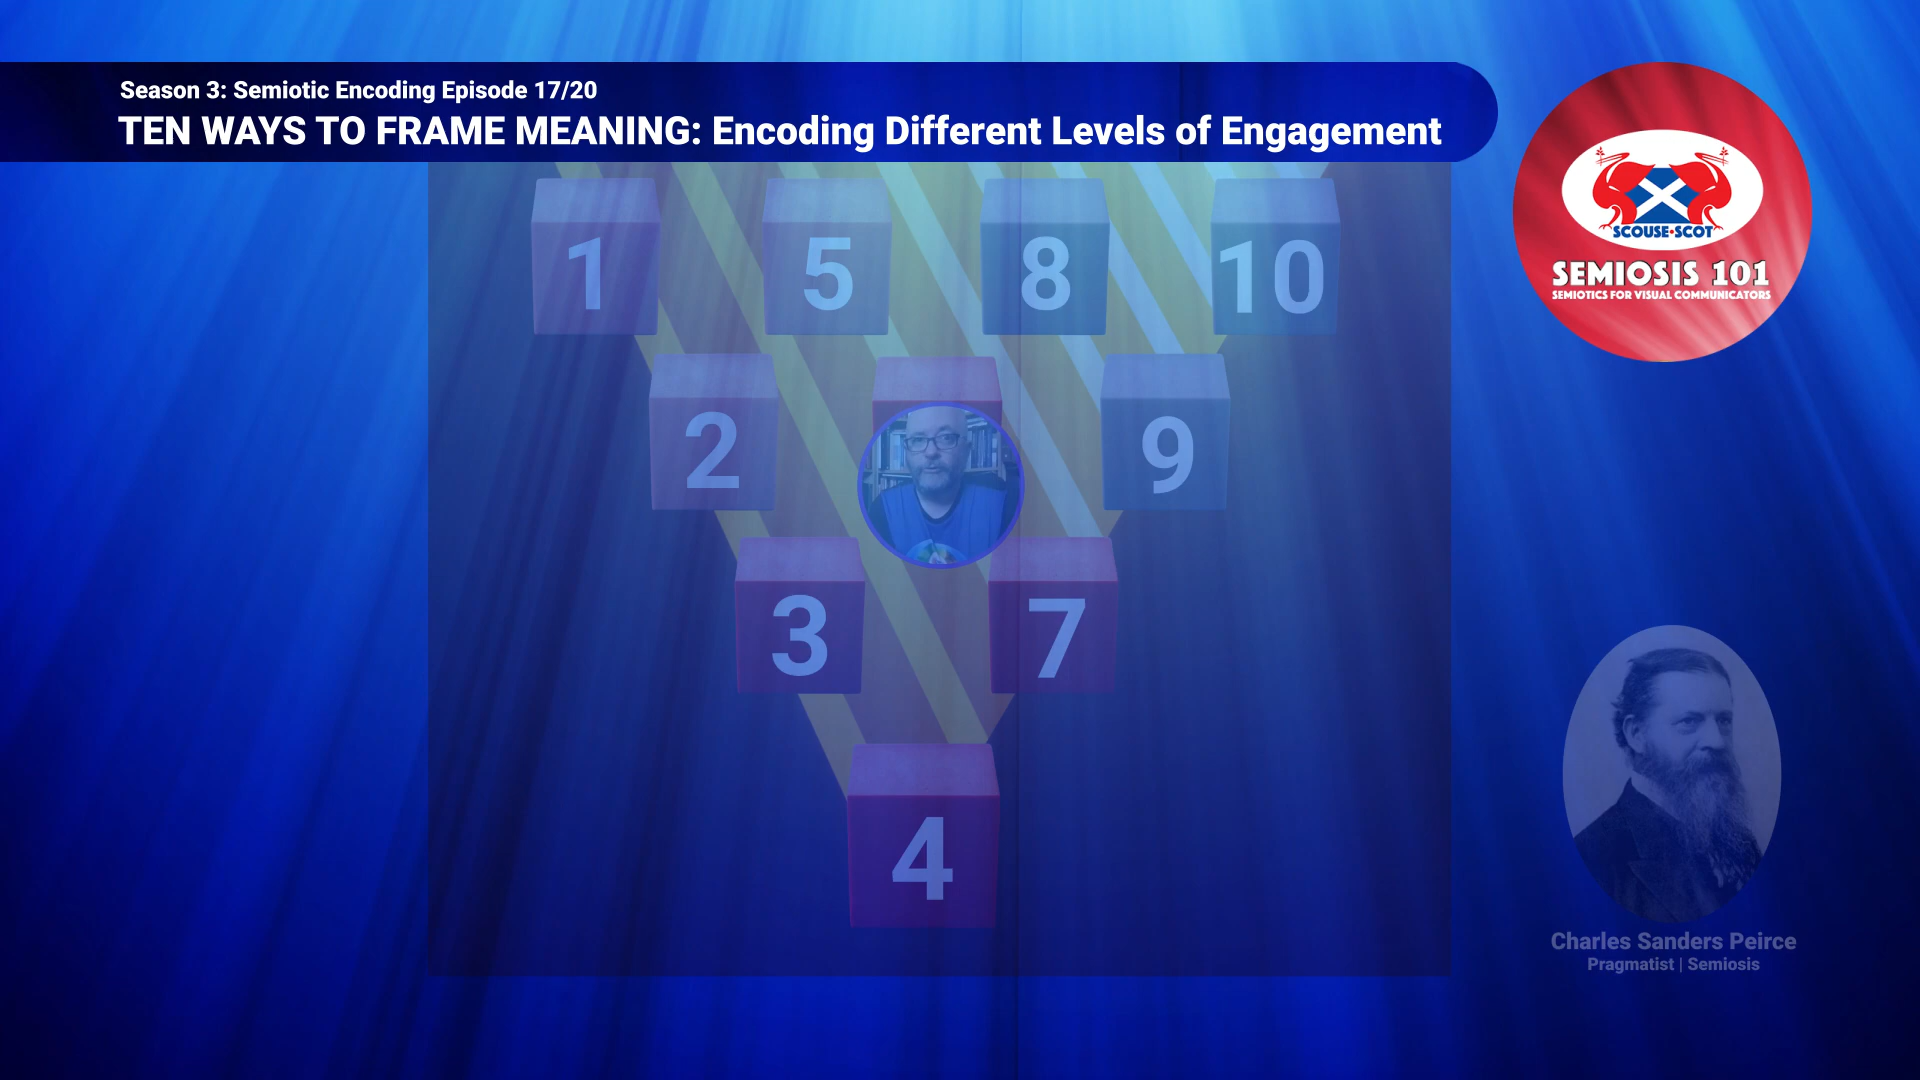 Season 3: Semiotic Encoding Episode 17/20
TEN WAYS TO FRAME MEANING: Encoding Different Levels of Engagement
SCOUSE•SCOT
SEMIOSIS 101
SEMIOTICS FOR VISUAL COMMUNICATORS
1 5 8 10
2 9
3 7
4
Charles Sanders Peirce
Pragmatist | Semiosis